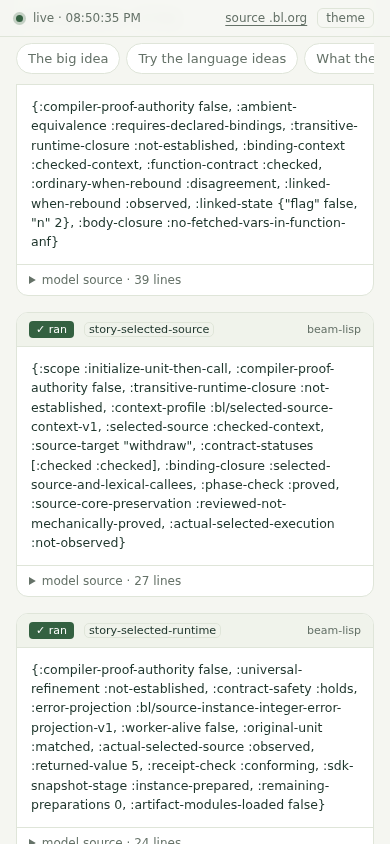 live · 08:50:35 PM
source .bl.org
theme
The big idea
Try the language ideas
What the
{:compiler-proof-authority false, :ambient-
equivalence :requires-declared-bindings, :transitive-
runtime-closure :not-established, :binding-context
:checked-context, :function-contract :checked,
:ordinary-when-rebound :disagreement, :linked-
when-rebound :observed, :linked-state {"flag" false,
"n" 2}, :body-closure :no-fetched-vars-in-function-
anf}
model source · 39 lines
✓ ran
story-selected-source
beam-lisp
{:scope :initialize-unit-then-call, :compiler-proof-
authority false, :transitive-runtime-closure :not-
established, :context-profile :bl/selected-source-
context-v1, :selected-source :checked-context,
:source-target "withdraw", :contract-statuses
[:checked :checked], :binding-closure :selected-
source-and-lexical-callees, :phase-check :proved,
:source-core-preservation :reviewed-not-
mechanically-proved, :actual-selected-execution
:not-observed}
model source · 27 lines
✓ ran
story-selected-runtime
beam-lisp
{:compiler-proof-authority false, :universal-
refinement :not-established, :contract-safety :holds,
:error-projection :bl/source-instance-integer-error-
projection-v1, :worker-alive false, :original-unit
:matched, :actual-selected-source :observed,
:returned-value 5, :receipt-check :conforming, :sdk-
snapshot-stage :instance-prepared, :remaining-
preparations 0, :artifact-modules-loaded false}
model source · 24 lines